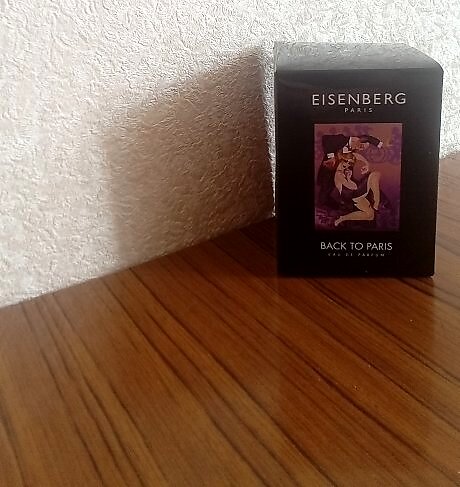 EISENBERG
PARIS
BACK TO PARIS
EAU DE PARFUM